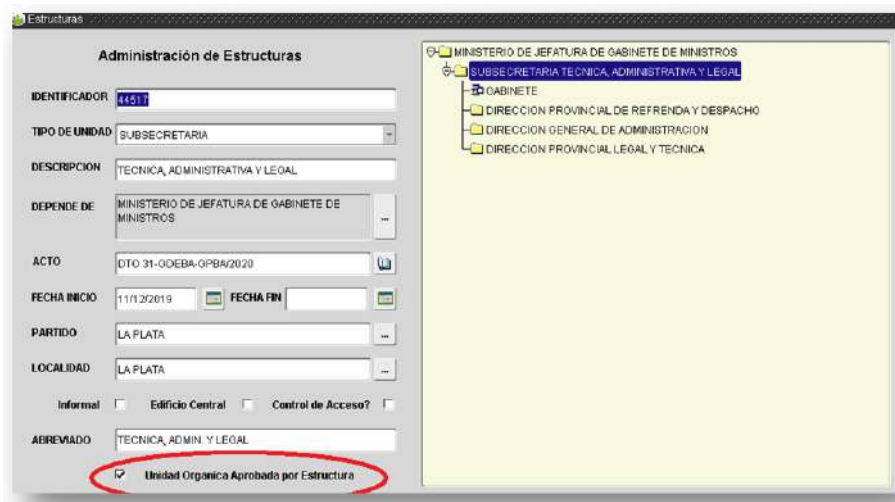 Estructuras
Administración de Estructuras
IDENTIFICADOR 44517
TIPO DE UNIDAD SUBSECRETARIA
DESCRIPCION TECNICA, ADMINISTRATIVA Y LEGAL
DEPENDE DE MINISTERIO DE JEFATURA DE GABINETE DE
MINISTROS ...
ACTO DTO 31-GDEBA-GPBA/2020
FECHA INICIO 11/12/2019 FECHA FIN
PARTIDO LA PLATA ...
LOCALIDAD LA PLATA ...
Informal Edificio Central Control de Acceso?
ABREVIADO TECNICA, ADMIN. Y LEGAL
Unidad Organica Aprobada por Estructura
MINISTERIO DE JEFATURA DE GABINETE DE MINISTROS
SUBSECRETARIA TECNICA, ADMINISTRATIVA Y LEGAL
GABINETE
DIRECCION PROVINCIAL DE REFRENDA Y DESPACHO
DIRECCION GENERAL DE ADMINISTRACION
DIRECCION PROVINCIAL LEGAL Y TECNICA